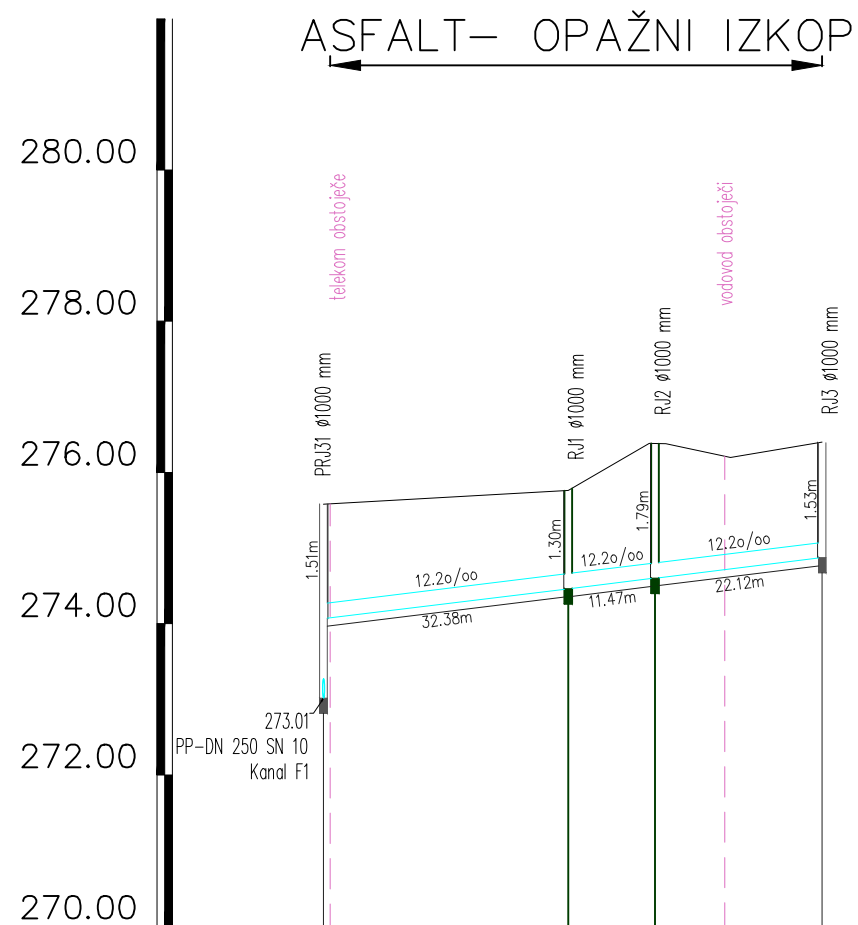 ASFALT- OPAŽNI IZKOP
280.00
278.00
276.00
274.00
272.00
270.00
telekom obstoječe
vodovod obstoječi
PRJ31 ø1000 mm
RJ1 ø1000 mm
RJ2 ø1000 mm
RJ3 ø1000 mm
1.51m
1.30m
1.79m
1.53m
12.2o/oo
12.2o/oo
12.2o/oo
32.38m
11.47m
22.12m
273.01
PP-DN 250 SN 10
Kanal F1